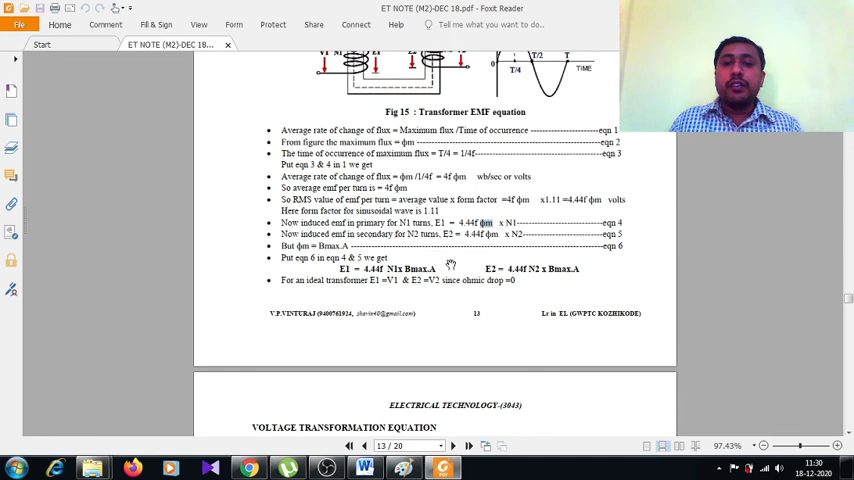 ET NOTE (M2)-DEC 18.... - Foxit Reader
File Home Comment Fill & Sign View Form Protect Share Connect Help Tell me what you want to do...
Start ET NOTE (M2)-DEC 18....
V1 N1 E1 E2 V2
0 T/4 T/2 T TIME
Fig 15 : Transformer EMF equation
• Average rate of change of flux = Maximum flux /Time of occurrence ----------------------eqn 1
• From figure the maximum flux = ϕm ------------------------------------------------------ eqn 2
• The time of occurrence of maximum flux = T/4 = 1/4f--------------------------------------eqn 3
Put eqn 3 & 4 in 1 we get
• Average rate of change of flux = ϕm /1/4f = 4f ϕm wb/sec or volts
• So average emf per turn is = 4f ϕm
• So RMS value of emf per turn = average value x form factor =4f ϕm x1.11 =4.44f ϕm volts
Here form factor for sinusoidal wave is 1.11
• Now induced emf in primary for N1 turns, E1 = 4.44f ϕm x N1-------------------------eqn 4
• Now induced emf in secondary for N2 turns, E2 = 4.44f ϕm x N2------------------------eqn 5
• But ϕm = Bmax.A -----------------------------------------------------------------eqn 6
• Put eqn 6 in eqn 4 & 5 we get
E1 = 4.44f N1x Bmax.A E2 = 4.44f N2 x Bmax.A
• For an ideal transformer E1 =V1 & E2 =V2 since ohmic drop =0
V.P.VINTURAJ (9400761924, shavin40@gmail.com) 13 Lr in EL (GWPTC KOZHIKODE)
ELECTRICAL TECHNOLOGY-(3043)
VOLTAGE TRANSFORMATION EQUATION
13 / 20 97.43%
11:30
18-12-2020